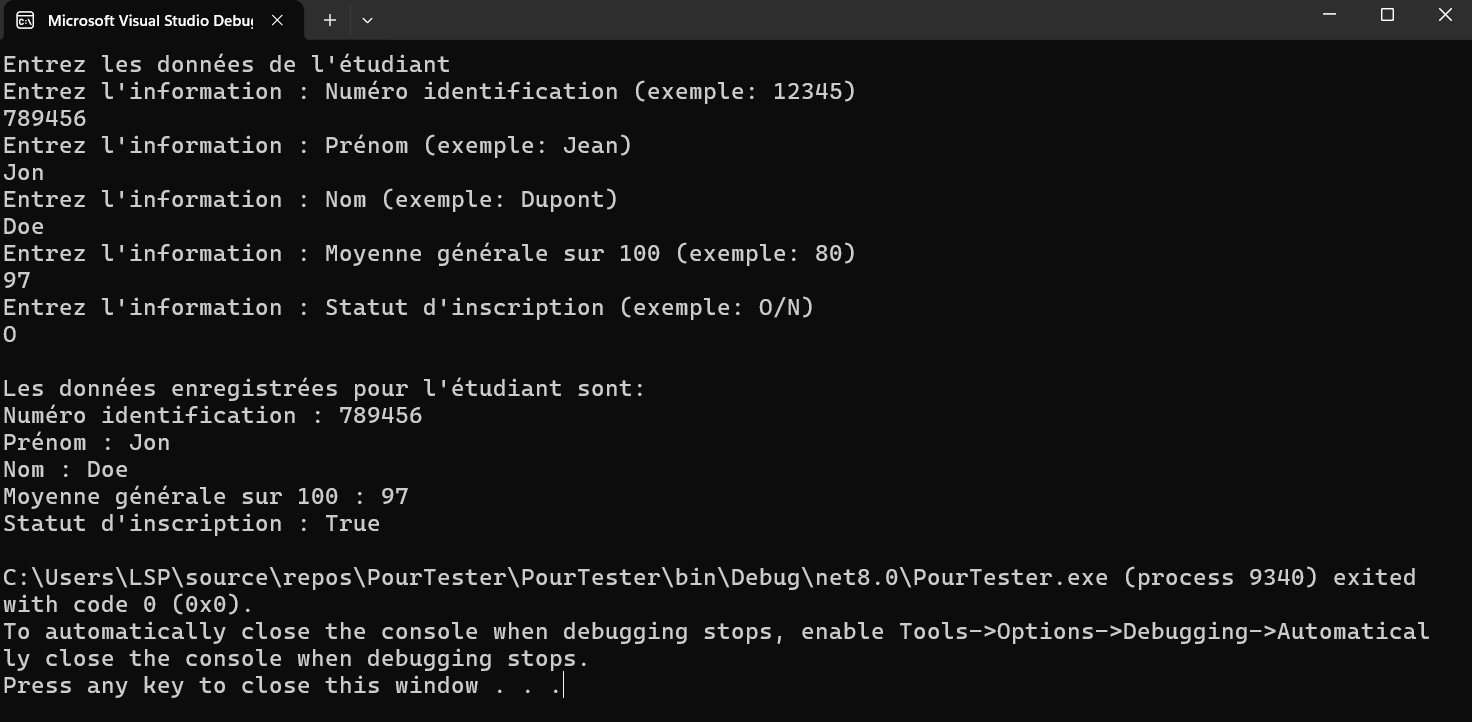 Microsoft Visual Studio Debug
Entrez les données de l'étudiant
Entrez l'information : Numéro identification (exemple: 12345)
789456
Entrez l'information : Prénom (exemple: Jean)
Jon
Entrez l'information : Nom (exemple: Dupont)
Doe
Entrez l'information : Moyenne générale sur 100 (exemple: 80)
97
Entrez l'information : Statut d'inscription (exemple: O/N)
O
Les données enregistrées pour l'étudiant sont:
Numéro identification : 789456
Prénom : Jon
Nom : Doe
Moyenne générale sur 100 : 97
Statut d'inscription : True
C:\Users\LSP\source\repos\PourTester\PourTester\bin\Debug\net8.0\PourTester.exe (process 9340) exited
with code 0 (0x0).
To automatically close the console when debugging stops, enable Tools->Options->Debugging->Automatical
ly close the console when debugging stops.
Press any key to close this window . . .